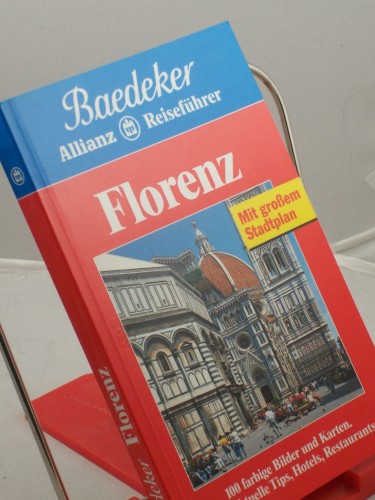 Baedeker
Allianz Reiseführer
Florenz
Mit großem
Stadtplan
100 farbige Bilder und Karten.
Tips, Hotels, Restaurants
Florenz